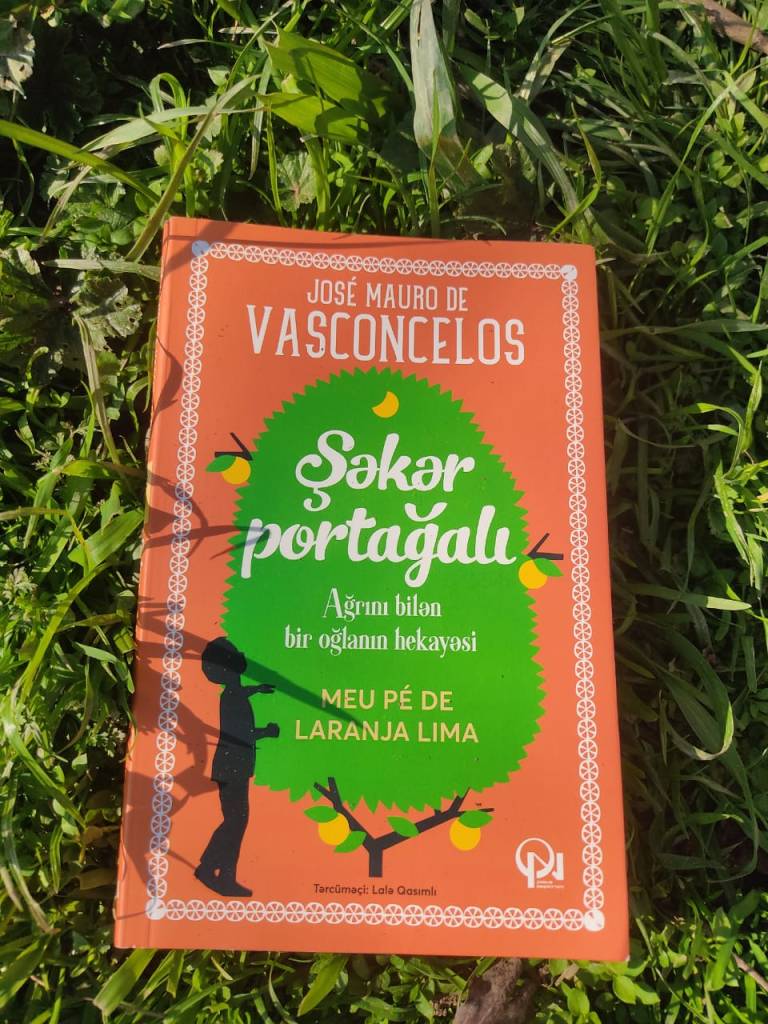 JOSÉ MAURO DE
VASCONCELOS
Şəkər
portağalı
Ağrını bilən
bir oğlanın hekayəsi
MEU PÉ DE
LARANJA LIMA
Tərcüməçi: Lalə Qasımlı